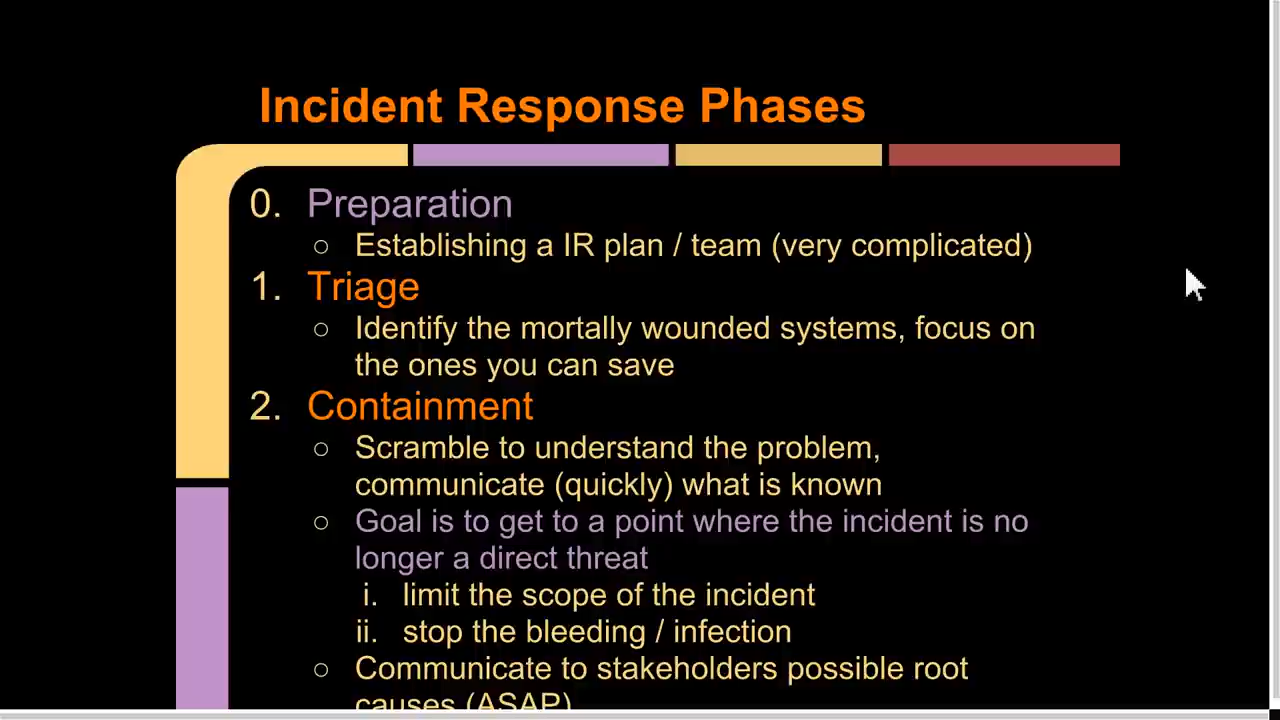 Incident Response Phases
0. Preparation
○ Establishing a IR plan / team (very complicated)
1. Triage
○ Identify the mortally wounded systems, focus on
the ones you can save
2. Containment
○ Scramble to understand the problem,
communicate (quickly) what is known
○ Goal is to get to a point where the incident is no
longer a direct threat
i. limit the scope of the incident
ii. stop the bleeding / infection
○ Communicate to stakeholders possible root
causes (ASAP)